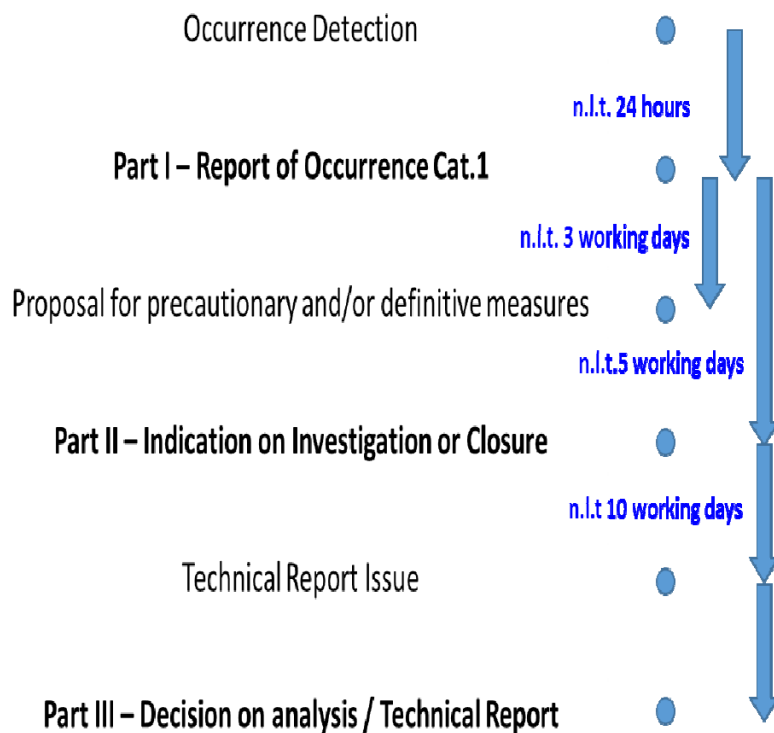 Occurrence Detection
n.l.t. 24 hours
Part I – Report of Occurrence Cat.1
n.l.t. 3 working days
Proposal for precautionary and/or definitive measures
n.l.t.5 working days
Part II – Indication on Investigation or Closure
n.l.t 10 working days
Technical Report Issue
Part III – Decision on analysis / Technical Report